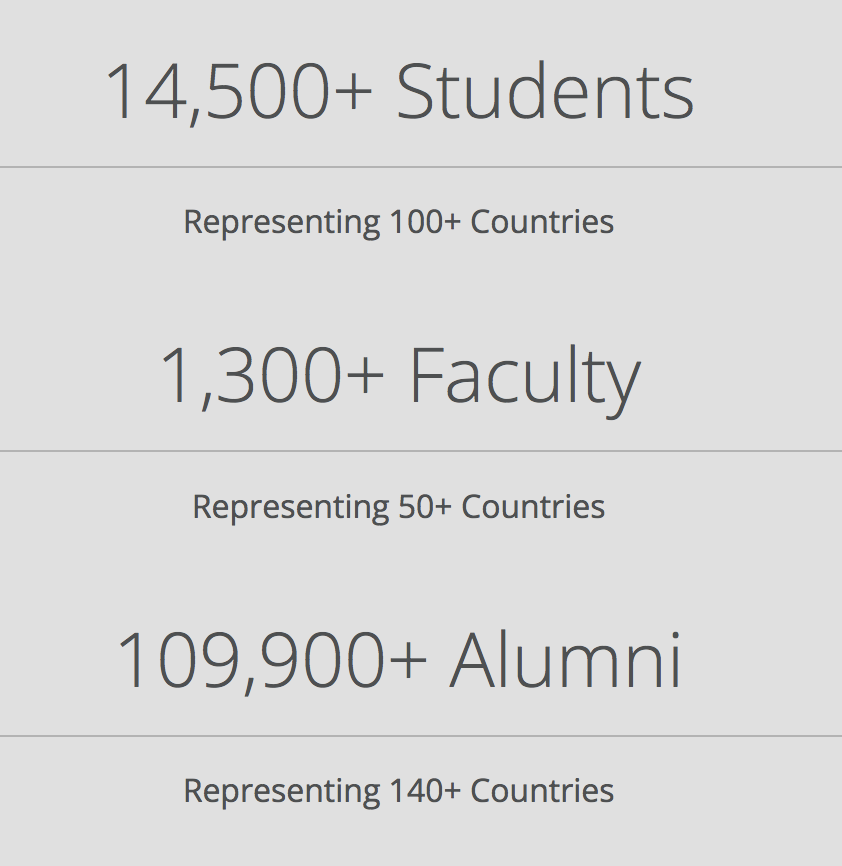 14,500+ Students
Representing 100+ Countries
1,300+ Faculty
Representing 50+ Countries
109,900+ Alumni
Representing 140+ Countries